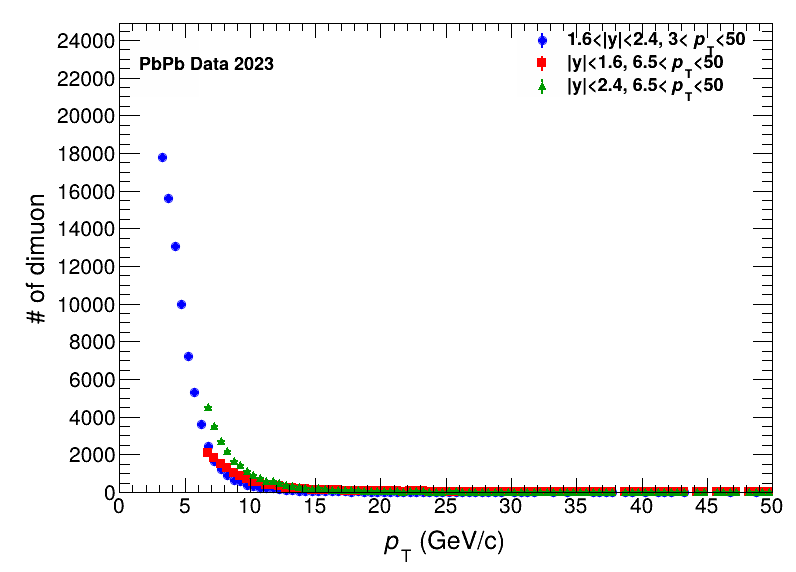 24000
22000
20000
18000
16000
14000
12000
10000
8000
6000
4000
2000
0
# of dimuon
PbPb Data 2023
1.6<|y|<2.4, 3< p_T<50
|y|<1.6, 6.5< p_T<50
|y|<2.4, 6.5< p_T<50
0 5 10 15 20 25 30 35 40 45 50
p_T (GeV/c)